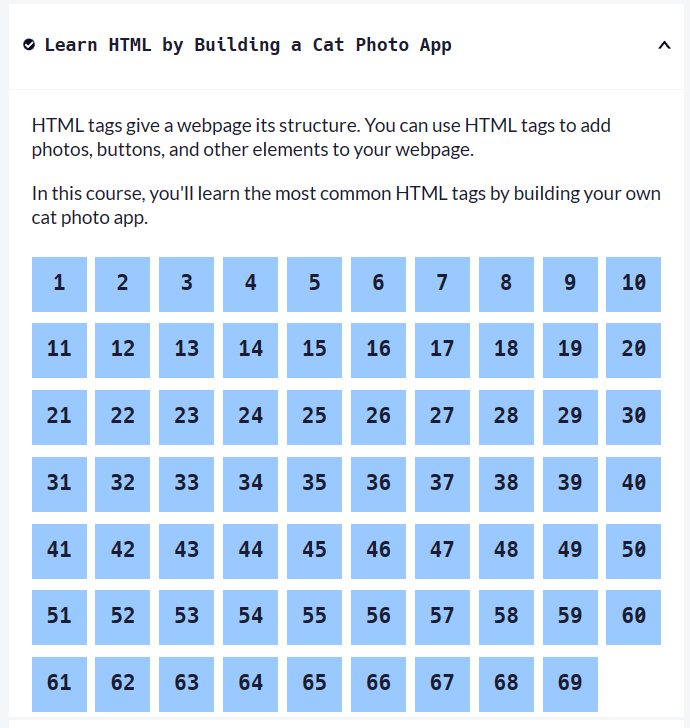 Learn HTML by Building a Cat Photo App
HTML tags give a webpage its structure. You can use HTML tags to add
photos, buttons, and other elements to your webpage.
In this course, you'll learn the most common HTML tags by building your own
cat photo app.
1 2 3 4 5 6 7 8 9 10
11 12 13 14 15 16 17 18 19 20
21 22 23 24 25 26 27 28 29 30
31 32 33 34 35 36 37 38 39 40
41 42 43 44 45 46 47 48 49 50
51 52 53 54 55 56 57 58 59 60
61 62 63 64 65 66 67 68 69